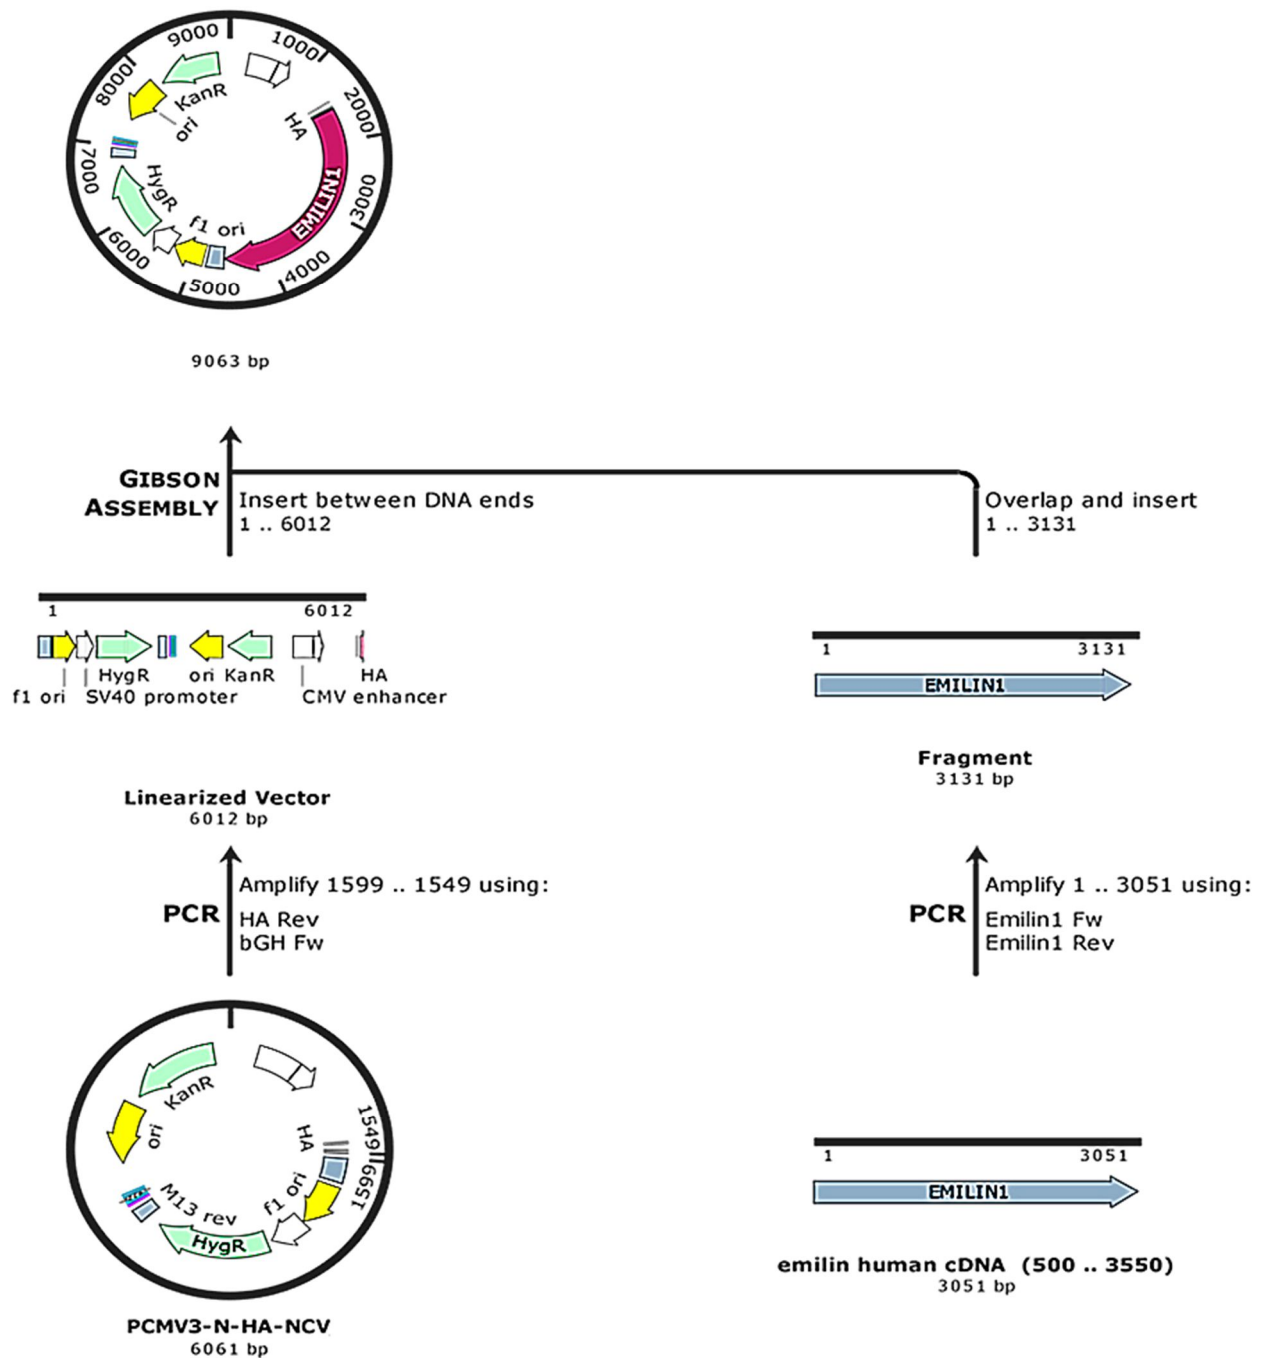 9000
1000
8000
KanR
ori
HA
2000
7000
HygR
EMILIN1
3000
f1 ori
6000
4000
5000
9063 bp
GIBSON
ASSEMBLY
Insert between DNA ends
1 .. 6012
Overlap and insert
1 .. 3131
1
6012
HygR
ori
KanR
HA
f1 ori
SV40 promoter
CMV enhancer
1
3131
EMILIN1
Fragment
3131 bp
Linearized Vector
6012 bp
PCR
Amplify 1599 .. 1549 using:
HA Rev
bGH Fw
PCR
Amplify 1 .. 3051 using:
Emilin1 Fw
Emilin1 Rev
KanR
ori
HA
1549
1599
f1 ori
M13 rev
HygR
1
3051
EMILIN1
emilin human cDNA (500 .. 3550)
3051 bp
PCMV3-N-HA-NCV
6061 bp